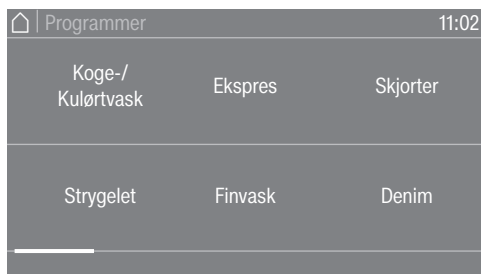 Programmer 11:02
Koge-/
Kulørtvask
Ekspres
Skjorter
Strygelet
Finvask
Denim